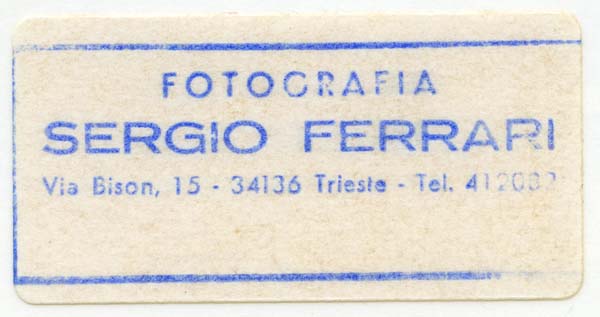 FOTOGRAFIA
SERGIO FERRARI
Via Bison, 15 - 34136 Trieste - Tel.